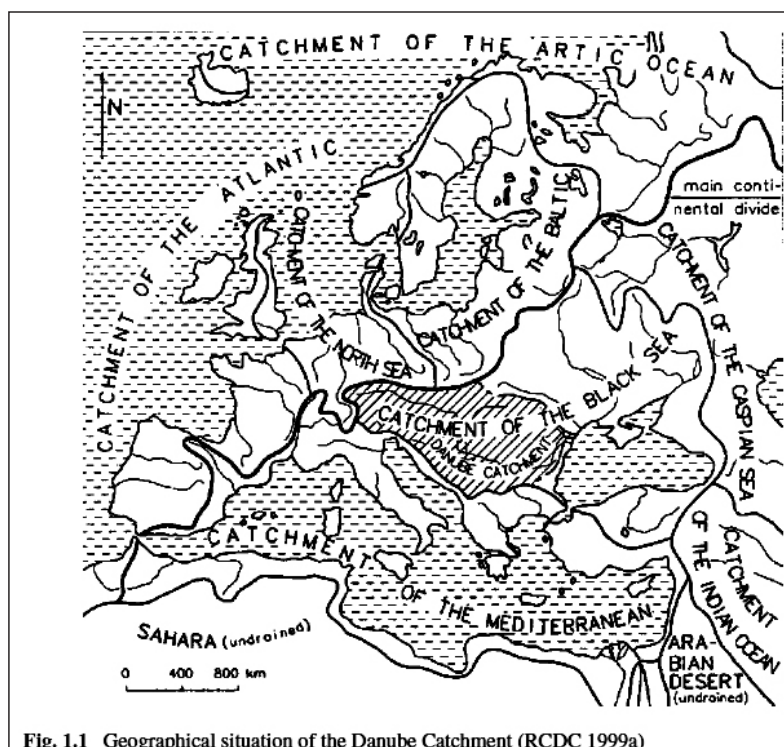 CATCHMENT OF THE ARTIC OCEAN
N
CATCHMENT OF THE ATLANTIC
main conti-
nental divide
CATCHMENT OF THE NORTH SEA
CATCHMENT OF THE BALTIC
CATCHMENT OF THE CASPIAN SEA
CATCHMENT OF THE BLACK SEA
DANUBE CATCHMENT
CATCHMENT OF THE MEDITERRANEAN
CATCHMENT
OF THE INDIAN OCEAN
SAHARA (undrained)
ARA-
BIAN
DESERT
(undrained)
0 400 800 km
Fig. 1.1 Geographical situation of the Danube Catchment (RCDC 1999a)